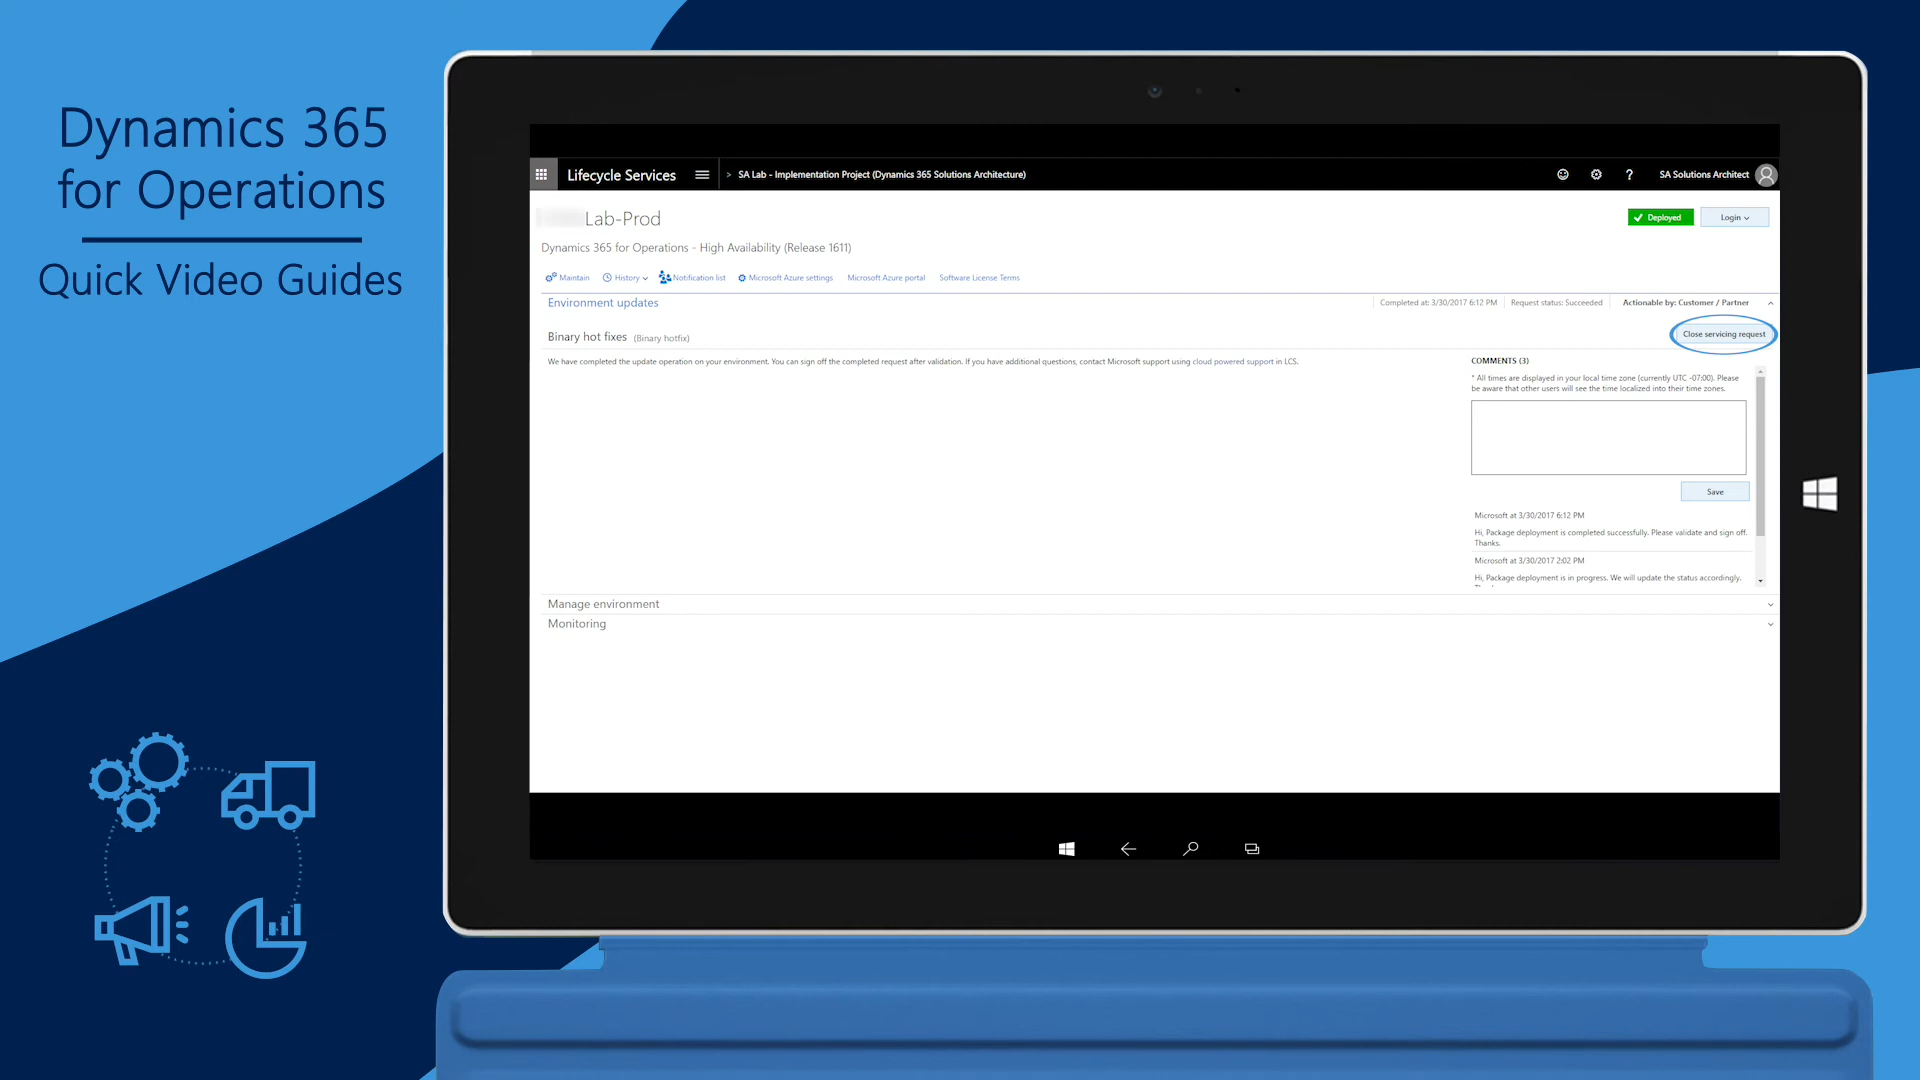 Dynamics 365
for Operations
Quick Video Guides
Lifecycle Services
> SA Lab - Implementation Project (Dynamics 365 Solutions Architecture)
? SA Solutions Architect
Lab-Prod
Deployed
Login
Dynamics 365 for Operations - High Availability (Release 1611)
Maintain History Notification list Microsoft Azure settings Microsoft Azure portal Software License Terms
Environment updates
Completed at: 3/30/2017 6:12 PM Request status: Succeeded Actionable by: Customer / Partner
Binary hot fixes (Binary hotfix)
Close servicing request
We have completed the update operation on your environment. You can sign off the completed request after validation. If you have additional questions, contact Microsoft support using cloud powered support in LCS.
COMMENTS (3)
* All times are displayed in your local time zone (currently UTC -07:00). Please
be aware that other users will see the time localized into their time zones.
Save
Microsoft at 3/30/2017 6:12 PM
Hi, Package deployment is completed successfully. Please validate and sign off.
Thanks.
Microsoft at 3/30/2017 2:02 PM
Hi, Package deployment is in progress. We will update the status accordingly.
Manage environment
Monitoring